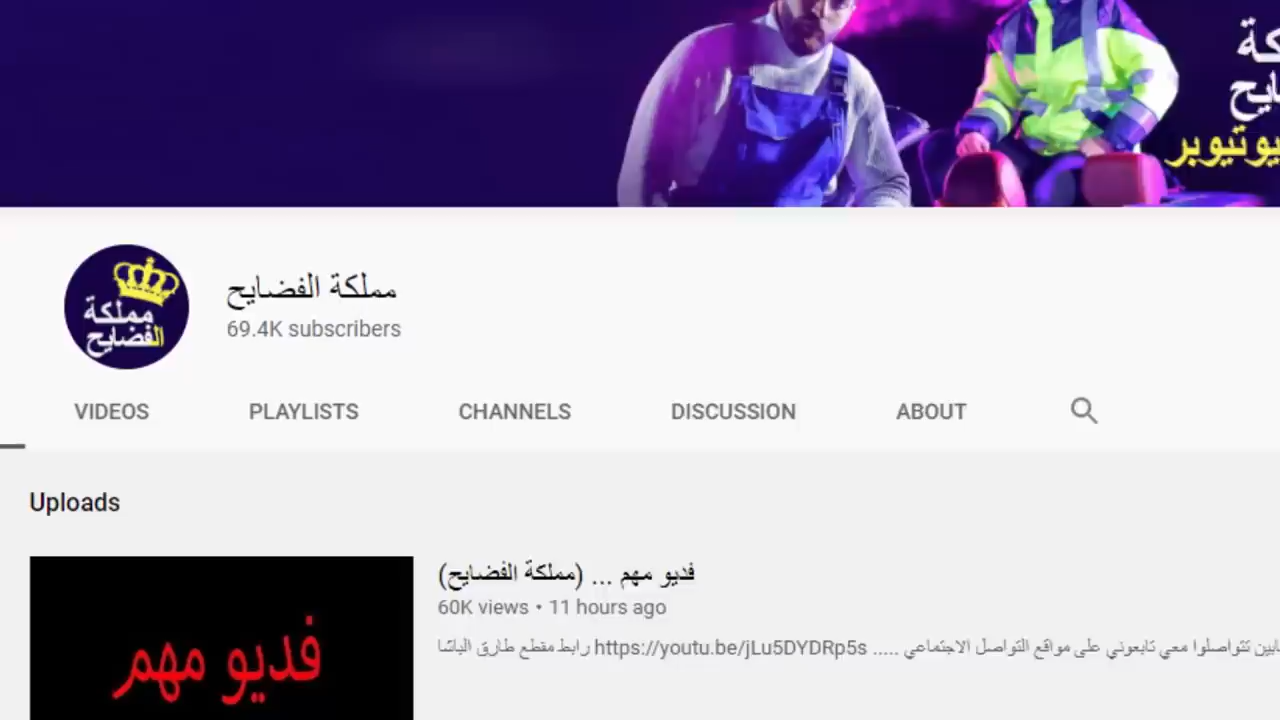 يوتيوبر
مملكة
الفضايح
مملكة الفضايح
69.4K subscribers
VIDEOS PLAYLISTS CHANNELS DISCUSSION ABOUT
Uploads
فديو مهم ... (مملكة الفضايح)
60K views • 11 hours ago
تتواصلوا معي تابعوني على مواقع التواصل الاجتماعي ..... https://youtu.be/jLu5DYDRp5s رابط مقطع طارق الباشا
فديو مهم